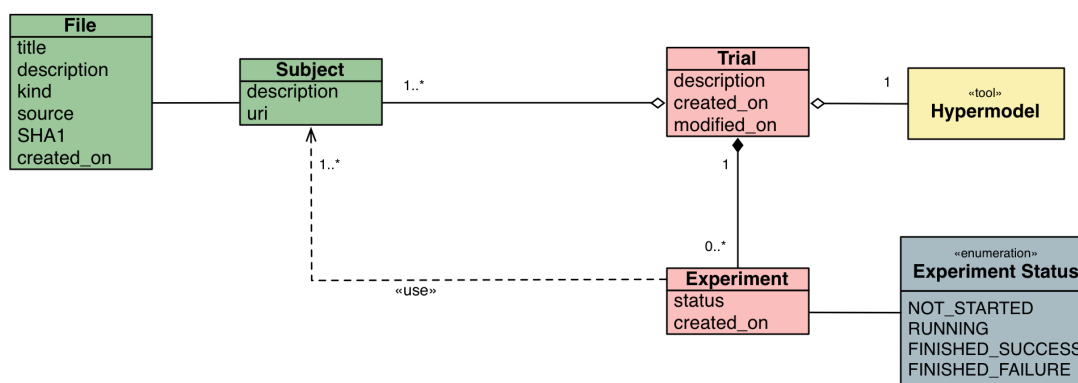 File
title
description
kind
source
SHA1
created_on
Subject
description
uri
1..*
1..*
«use»
Trial
description
created_on
modified_on
1
1
0..*
Experiment
status
created_on
«tool»
Hypermodel
«enumeration»
Experiment Status
NOT_STARTED
RUNNING
FINISHED_SUCCESS
FINISHED_FAILURE